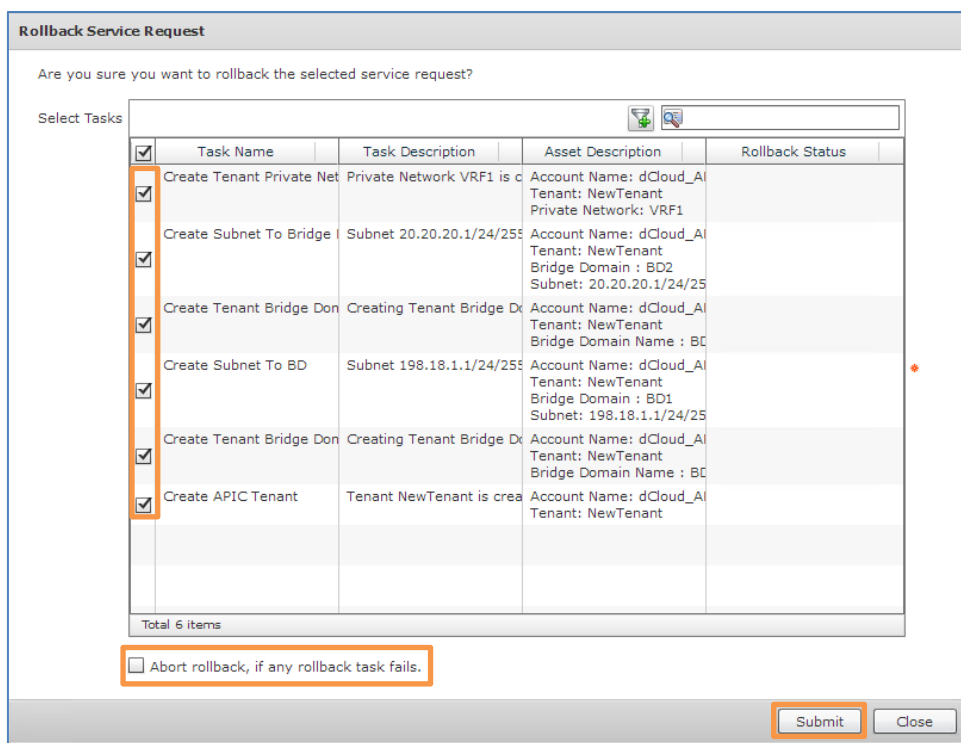 Rollback Service Request
Are you sure you want to rollback the selected service request?
Select Tasks
Task Name Task Description Asset Description Rollback Status
Create Tenant Private Net Private Network VRF1 is c Account Name: dCloud_AI
Tenant: NewTenant
Private Network: VRF1
Create Subnet To Bridge Subnet 20.20.20.1/24/255 Account Name: dCloud_AI
Tenant: NewTenant
Bridge Domain : BD2
Subnet: 20.20.20.1/24/25
Create Tenant Bridge Dom Creating Tenant Bridge Do Account Name: dCloud_AI
Tenant: NewTenant
Bridge Domain Name : BD
Create Subnet To BD Subnet 198.18.1.1/24/255 Account Name: dCloud_AI
Tenant: NewTenant
Bridge Domain : BD1
Subnet: 198.18.1.1/24/25
Create Tenant Bridge Dom Creating Tenant Bridge Do Account Name: dCloud_AI
Tenant: NewTenant
Bridge Domain Name : BD
Create APIC Tenant Tenant NewTenant is crea Account Name: dCloud_AI
Tenant: NewTenant
Total 6 items
Abort rollback, if any rollback task fails.
Submit Close